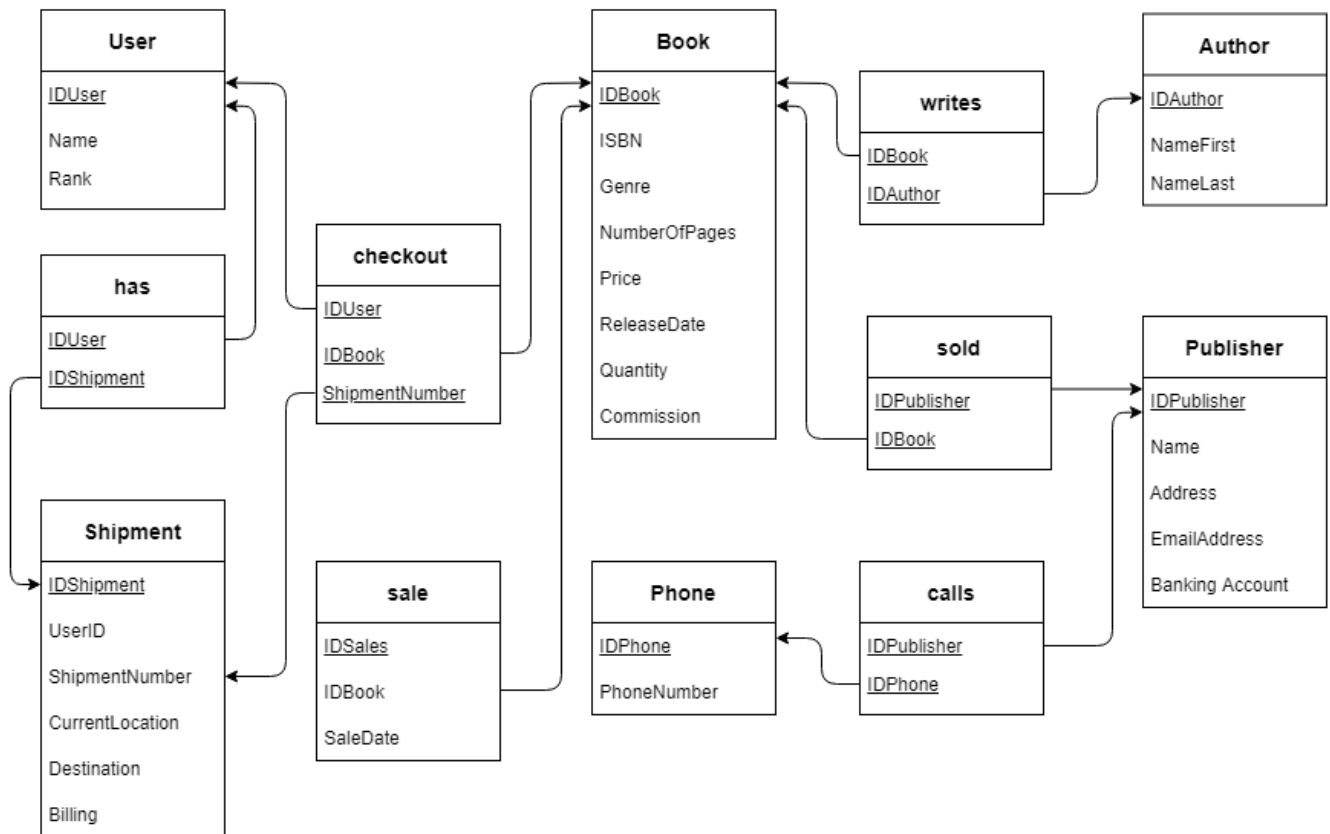 User
IDUser
Name
Rank
has
IDUser
IDShipment
Shipment
IDShipment
UserID
ShipmentNumber
CurrentLocation
Destination
Billing
checkout
IDUser
IDBook
ShipmentNumber
sale
IDSales
IDBook
SaleDate
Book
IDBook
ISBN
Genre
NumberOfPages
Price
ReleaseDate
Quantity
Commission
Phone
IDPhone
PhoneNumber
writes
IDBook
IDAuthor
sold
IDPublisher
IDBook
calls
IDPublisher
IDPhone
Author
IDAuthor
NameFirst
NameLast
Publisher
IDPublisher
Name
Address
EmailAddress
Banking Account